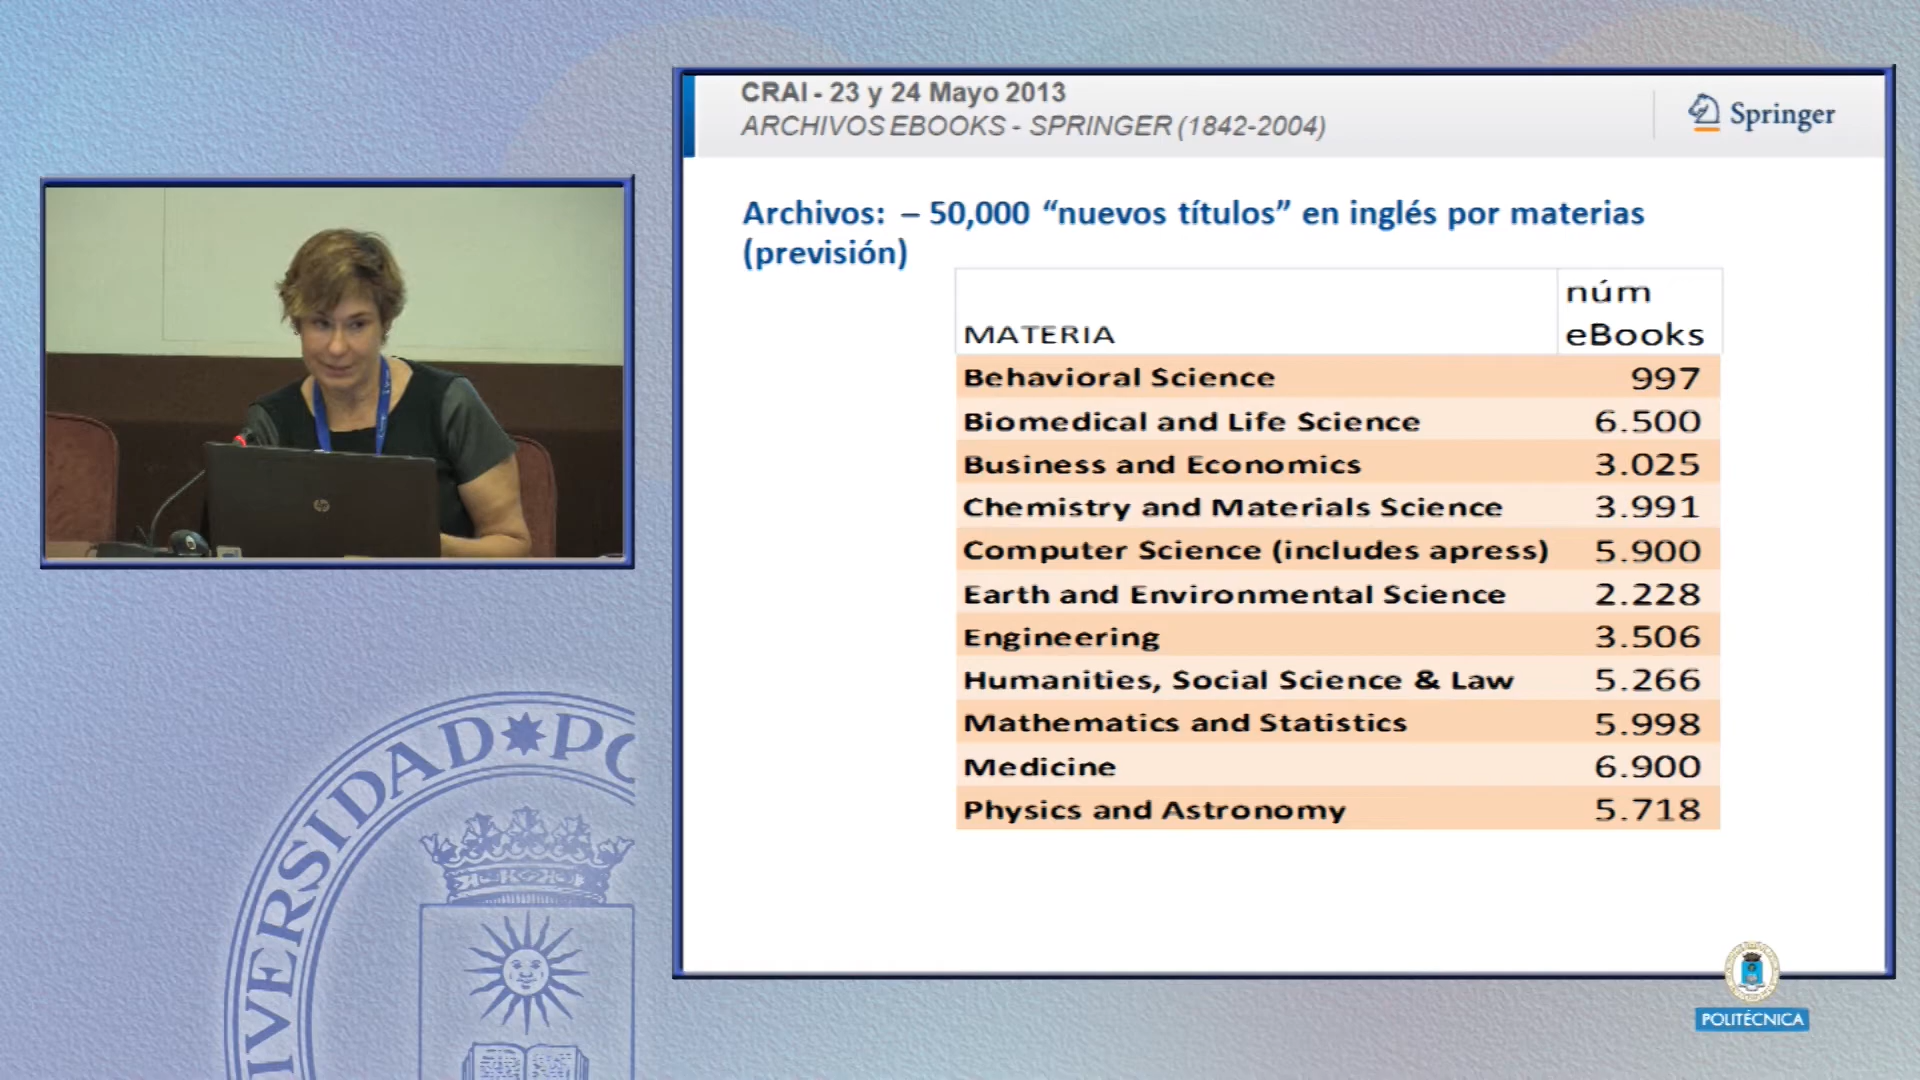 CRAI - 23 y 24 Mayo 2013
ARCHIVOS EBOOKS - SPRINGER (1842-2004)
Springer
Archivos: – 50,000 “nuevos títulos” en inglés por materias
(previsión)
MATERIA núm eBooks
Behavioral Science 997
Biomedical and Life Science 6.500
Business and Economics 3.025
Chemistry and Materials Science 3.991
Computer Science (includes apress) 5.900
Earth and Environmental Science 2.228
Engineering 3.506
Humanities, Social Science & Law 5.266
Mathematics and Statistics 5.998
Medicine 6.900
Physics and Astronomy 5.718
IVERSIDAD PO
hp
POLITÉCNICA